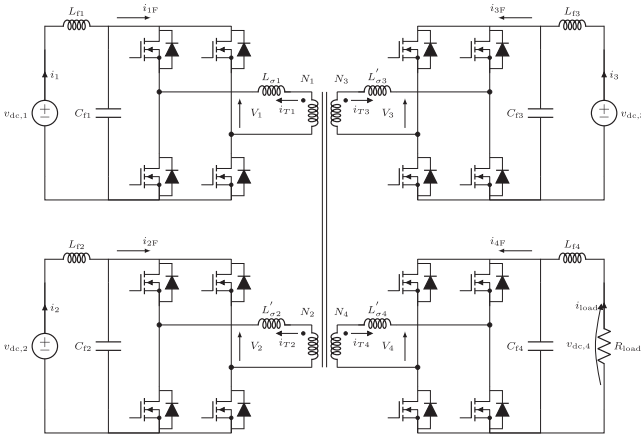 L_f1
i_1F
i_3F
L_f3
i_1
v_dc,1
C_f1
L_σ1
N_1
N_3
L'_σ3
V_1
i_T1
i_T3
V_3
C_f3
i_3
v_dc,
L_f2
i_2F
i_4F
L_f4
i_2
v_dc,2
C_f2
L'_σ2
N_2
N_4
L'_σ4
V_2
i_T2
i_T4
V_4
C_f4
i_load
v_dc,4
R_load